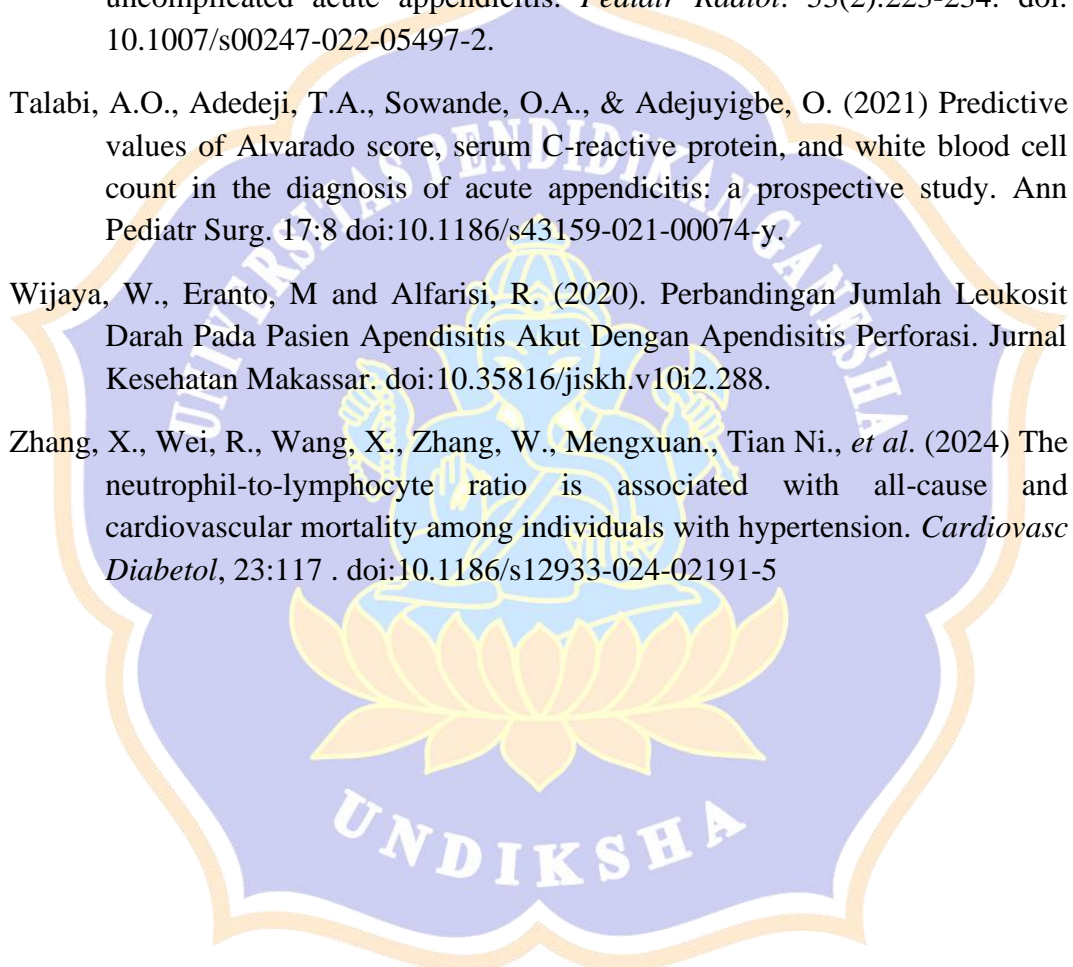 uncomplicated acute appendicitis. Pediatr Radiol. 53(2):223-234. doi:
10.1007/s00247-022-05497-2.
Talabi, A.O., Adedeji, T.A., Sowande, O.A., & Adejuyigbe, O. (2021) Predictive
values of Alvarado score, serum C-reactive protein, and white blood cell
count in the diagnosis of acute appendicitis: a prospective study. Ann
Pediatr Surg. 17:8 doi:10.1186/s43159-021-00074-y.
Wijaya, W., Eranto, M and Alfarisi, R. (2020). Perbandingan Jumlah Leukosit
Darah Pada Pasien Apendisitis Akut Dengan Apendisitis Perforasi. Jurnal
Kesehatan Makassar. doi:10.35816/jiskh.v10i2.288.
Zhang, X., Wei, R., Wang, X., Zhang, W., Mengxuan., Tian Ni., et al. (2024) The
neutrophil-to-lymphocyte ratio is associated with all-cause and
cardiovascular mortality among individuals with hypertension. Cardiovasc
Diabetol, 23:117 . doi:10.1186/s12933-024-02191-5
UNIVERSITAS PENDIDIKAN GANESHA
UNDIKSHA